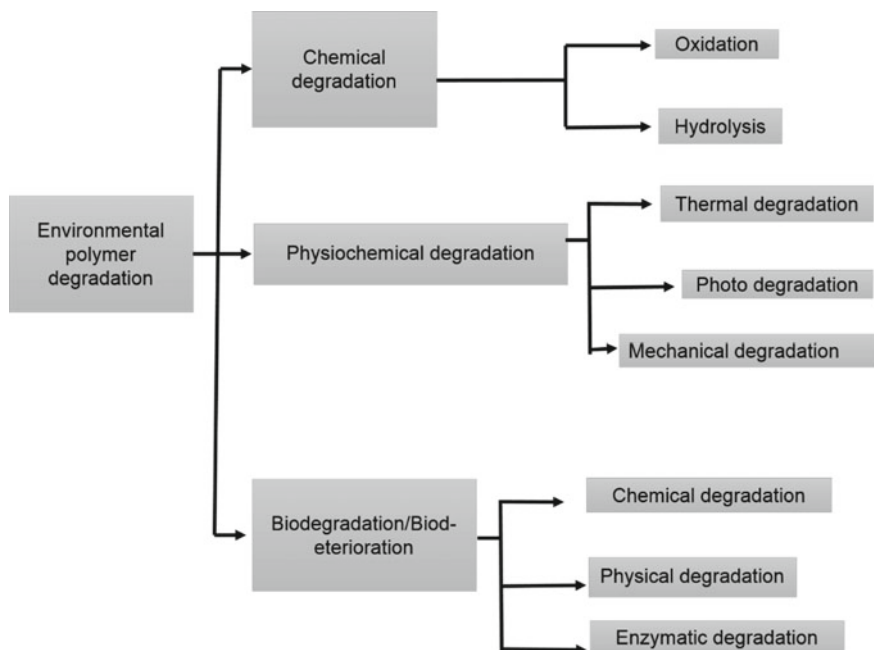 Environmental
polymer
degradation
Chemical
degradation
Oxidation
Hydrolysis
Physiochemical degradation
Thermal degradation
Photo degradation
Mechanical degradation
Biodegradation/Biod-
eterioration
Chemical degradation
Physical degradation
Enzymatic degradation